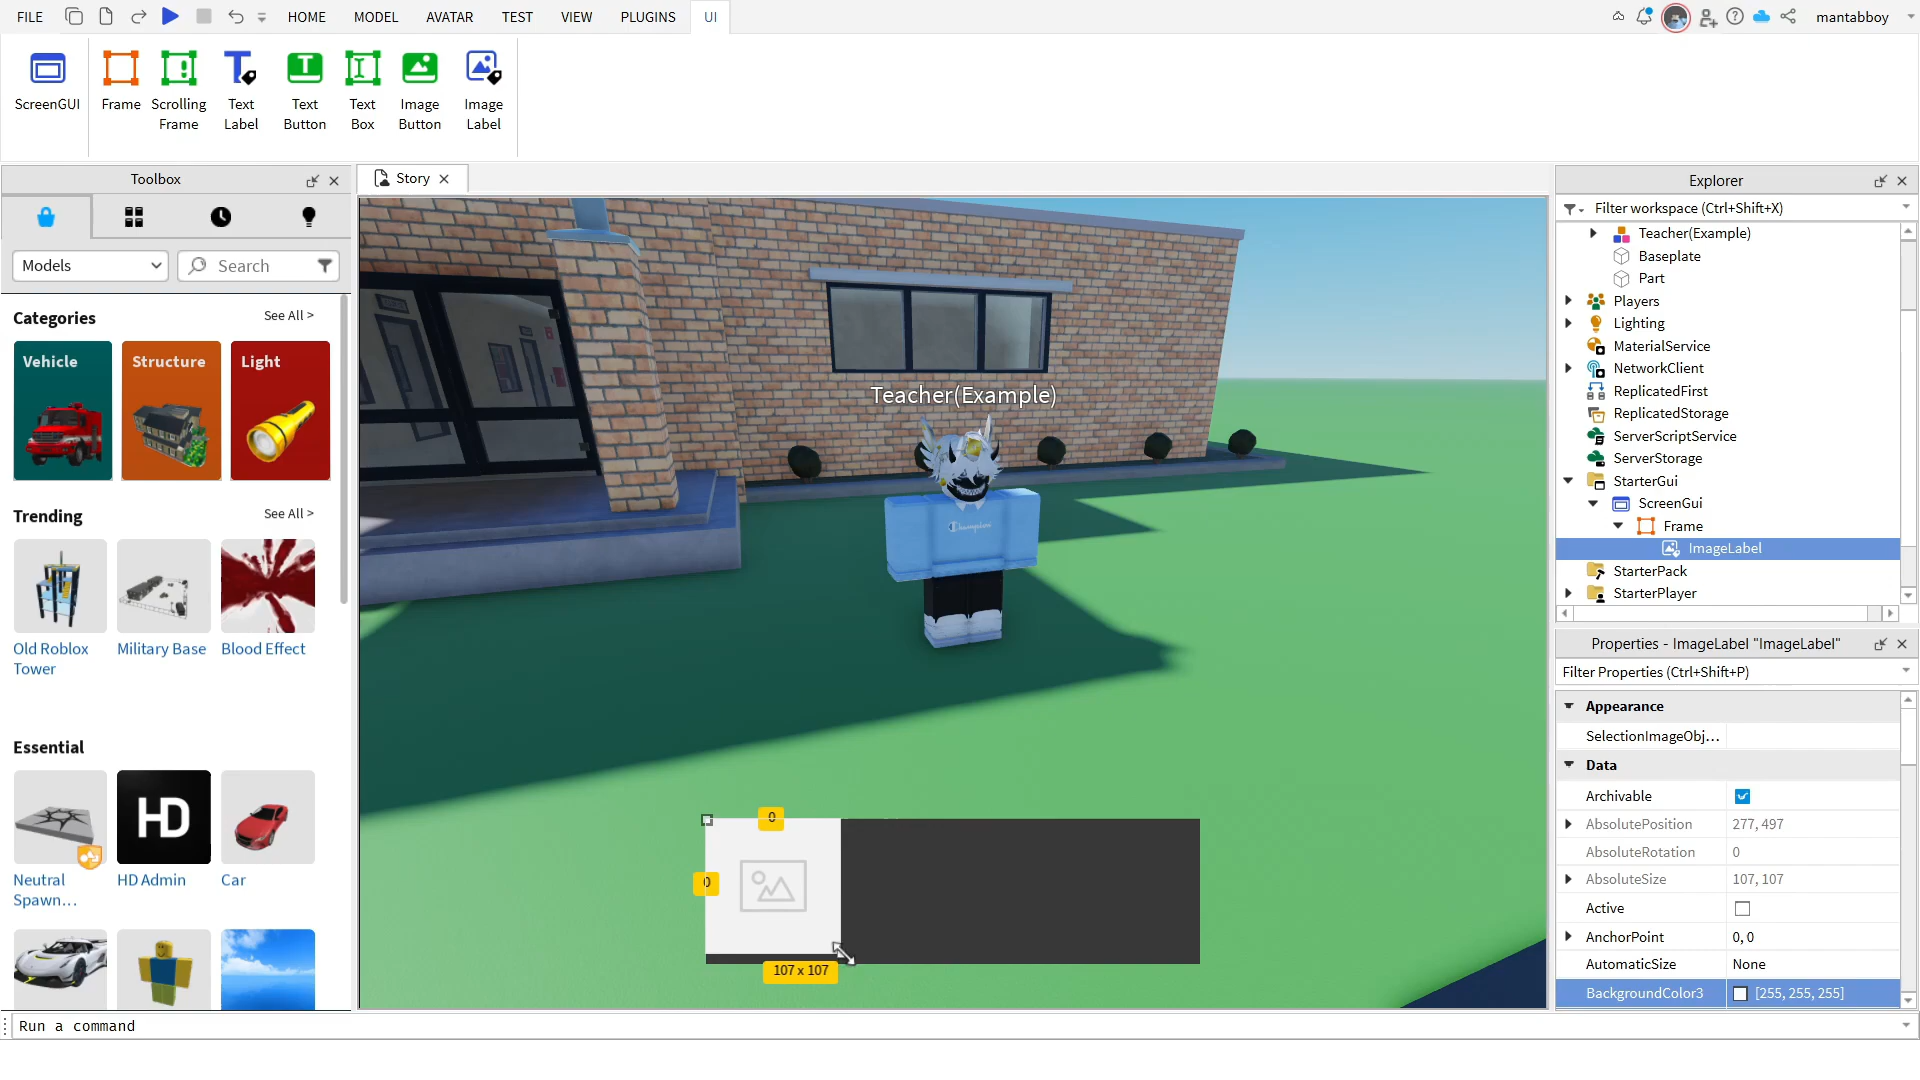 FILE HOME MODEL AVATAR TEST VIEW PLUGINS UI mantabboy
ScreenGUI
Frame
Scrolling
Frame
Text
Label
Text
Button
Text
Box
Image
Button
Image
Label
Toolbox
Models
Search
Categories
See All >
Vehicle
Structure
Light
Trending
See All >
Old Roblox
Tower
Military Base
Blood Effect
Essential
HD
Neutral
Spawn...
HD Admin
Car
Story
Teacher(Example)
Champion
0
0
107 x 107
Explorer
Filter workspace (Ctrl+Shift+X)
Teacher(Example)
Baseplate
Part
Players
Lighting
MaterialService
NetworkClient
ReplicatedFirst
ReplicatedStorage
ServerScriptService
ServerStorage
StarterGui
ScreenGui
Frame
ImageLabel
StarterPack
StarterPlayer
Properties - ImageLabel "ImageLabel"
Filter Properties (Ctrl+Shift+P)
Appearance
SelectionImageObj...
Data
Archivable
AbsolutePosition 277, 497
AbsoluteRotation 0
AbsoluteSize 107, 107
Active
AnchorPoint 0, 0
AutomaticSize None
BackgroundColor3 [255, 255, 255]
Run a command